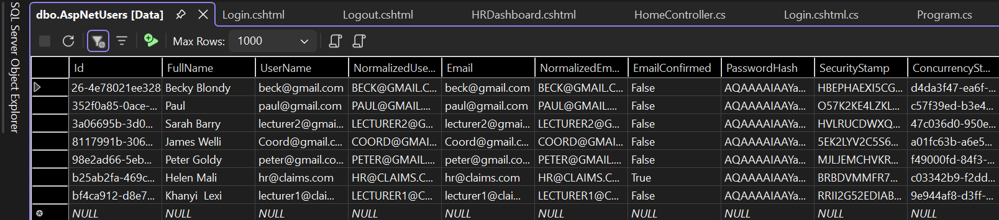 SQL Server Object Explorer
dbo.AspNetUsers [Data] Login.cshtml Logout.cshtml HRDashboard.cshtml HomeController.cs Login.cshtml.cs Program.cs
Max Rows: 1000
Id FullName UserName NormalizedUse... Email NormalizedEm... EmailConfirmed PasswordHash SecurityStamp ConcurrencySt...
26-4e78021ee328 Becky Blondy beck@gmail.com BECK@GMAIL.C... beck@gmail.com BECK@GMAIL.C... False AQAAAAIAAYa... HBEPHAEXI5CG... d4da3f47-ea6f-...
352f0a85-0ace-... Paul paul@gmail.com PAUL@GMAIL.... paul@gmail.com PAUL@GMAIL.... False AQAAAAIAAYa... O57K2KE4LZKL... c57f39ed-b3e4...
3a06695b-3d0... Sarah Barry lecturer2@gmai... LECTURER2@G... lecturer2@gmai... LECTURER2@G... False AQAAAAIAAYa... HVLRUCDWXQ... 47c036d0-950e...
8117991b-306... James Welli Coord@gmail.c... COORD@GMAI... Coord@gmail.c... COORD@GMAI... False AQAAAAIAAYa... 5EK2LYV2C5S6... a01fc63b-a6e5...
98e2ad66-5eb... Peter Goldy peter@gmail.co... PETER@GMAIL.... peter@gmail.co... PETER@GMAIL.... False AQAAAAIAAYa... MJLJEMCHVKR... f49000fd-84f3-...
b25ab2fa-469c... Helen Mali hr@claims.com HR@CLAIMS.C... hr@claims.com HR@CLAIMS.C... True AQAAAAIAAYa... BRBDVMMFR7... c03342b9-f2dd...
bf4ca912-d8e7... Khanyi  Lexi lecturer1@clai... LECTURER1@C... lecturer1@clai... LECTURER1@C... False AQAAAAIAAYa... RRII2G52EDIAB... 9e944af8-d3ff-...
NULL NULL NULL NULL NULL NULL NULL NULL NULL NULL